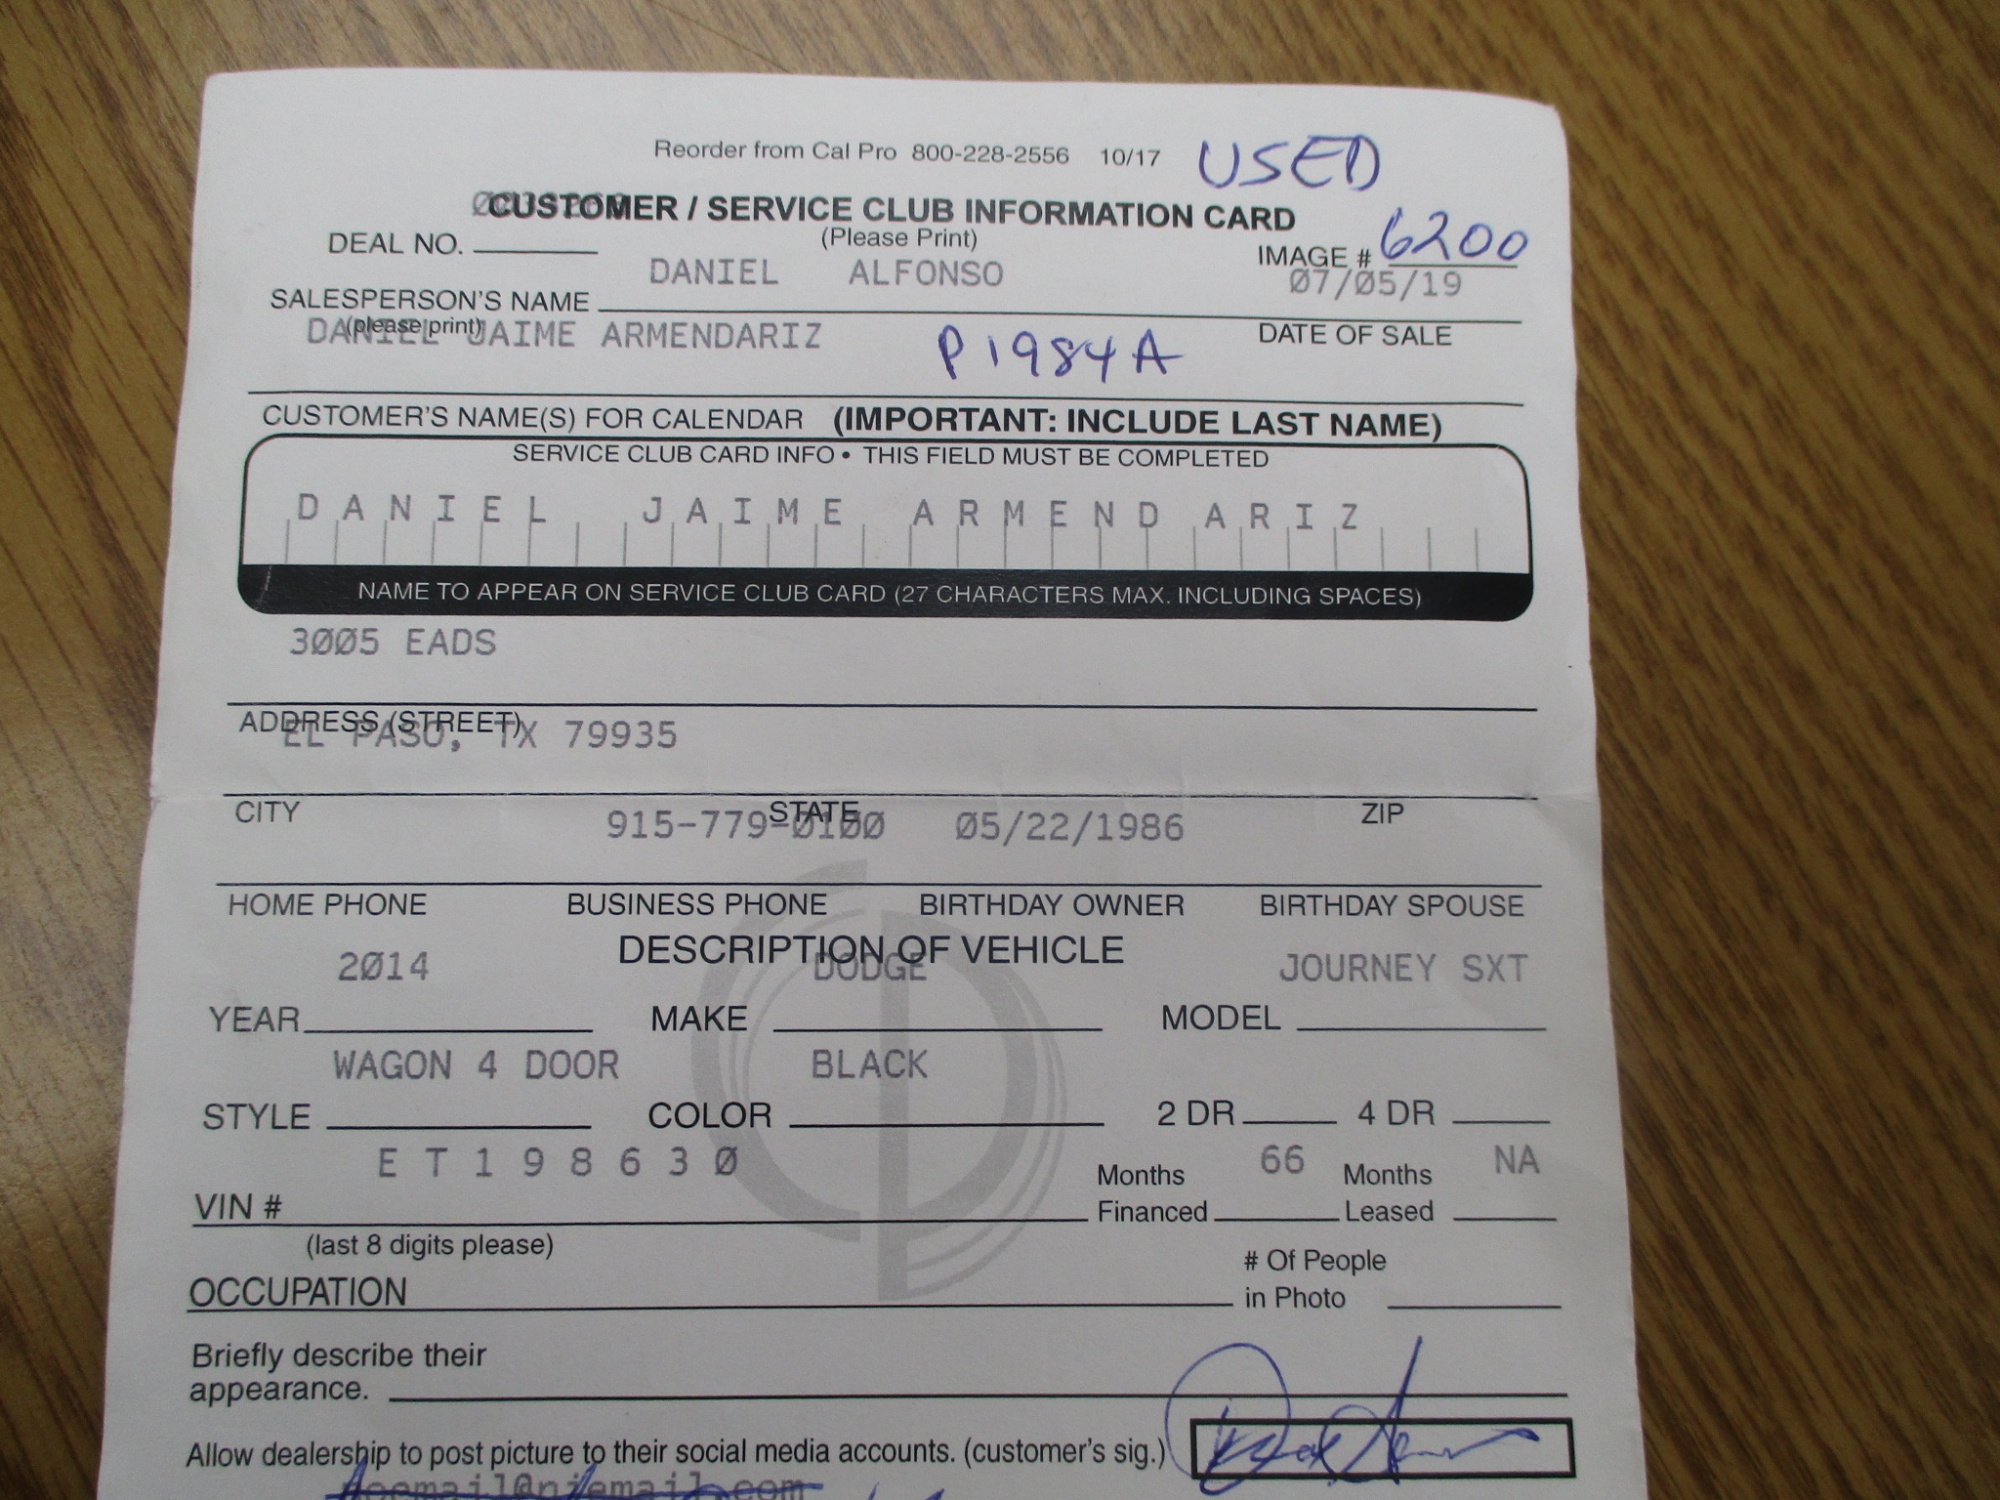 Reorder from Cal Pro 800-228-2556 10/17 USED
CUSTOMER / SERVICE CLUB INFORMATION CARD
(Please Print)
DEAL NO. IMAGE # 6200
DANIEL ALFONSO 07/05/19
SALESPERSON'S NAME
(please print) DATE OF SALE
DANIEL JAIME ARMENDARIZ P1984A
CUSTOMER'S NAME(S) FOR CALENDAR (IMPORTANT: INCLUDE LAST NAME)
SERVICE CLUB CARD INFO • THIS FIELD MUST BE COMPLETED
DANIEL JAIME ARMENDARIZ
NAME TO APPEAR ON SERVICE CLUB CARD (27 CHARACTERS MAX. INCLUDING SPACES)
3005 EADS
ADDRESS (STREET)
EL PASO, TX 79935
CITY STATE ZIP
915-779-0100 05/22/1986
HOME PHONE BUSINESS PHONE BIRTHDAY OWNER BIRTHDAY SPOUSE
DESCRIPTION OF VEHICLE
2014 DODGE JOURNEY SXT
YEAR MAKE MODEL
WAGON 4 DOOR BLACK
STYLE COLOR 2 DR 4 DR
E T 1 9 8 6 3 0 Months 66 Months NA
VIN # Financed Leased
(last 8 digits please)
# Of People
OCCUPATION in Photo
Briefly describe their
appearance.
Allow dealership to post picture to their social media accounts. (customer's sig.)